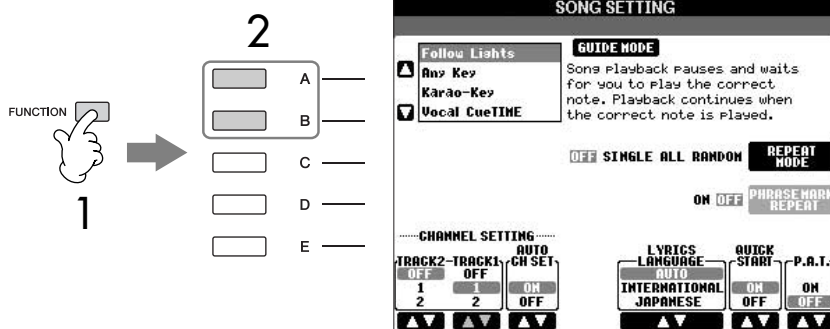 FUNCTION
1
2
A
B
C
D
E
SONG SETTING
Follow Lights
Any Key
Karao-Key
Vocal CueTIME
GUIDE MODE
Song playback pauses and waits
for you to play the correct
note. Playback continues when
the correct note is played.
OFF SINGLE ALL RANDOM
REPEAT
MODE
ON OFF
PHRASE MARK
REPEAT
CHANNEL SETTING
TRACK2
OFF
1
2
TRACK1
OFF
1
2
AUTO
CH SET
ON
OFF
LYRICS
LANGUAGE
AUTO
INTERNATIONAL
JAPANESE
QUICK
START
ON
OFF
P.A.T.
ON
OFF